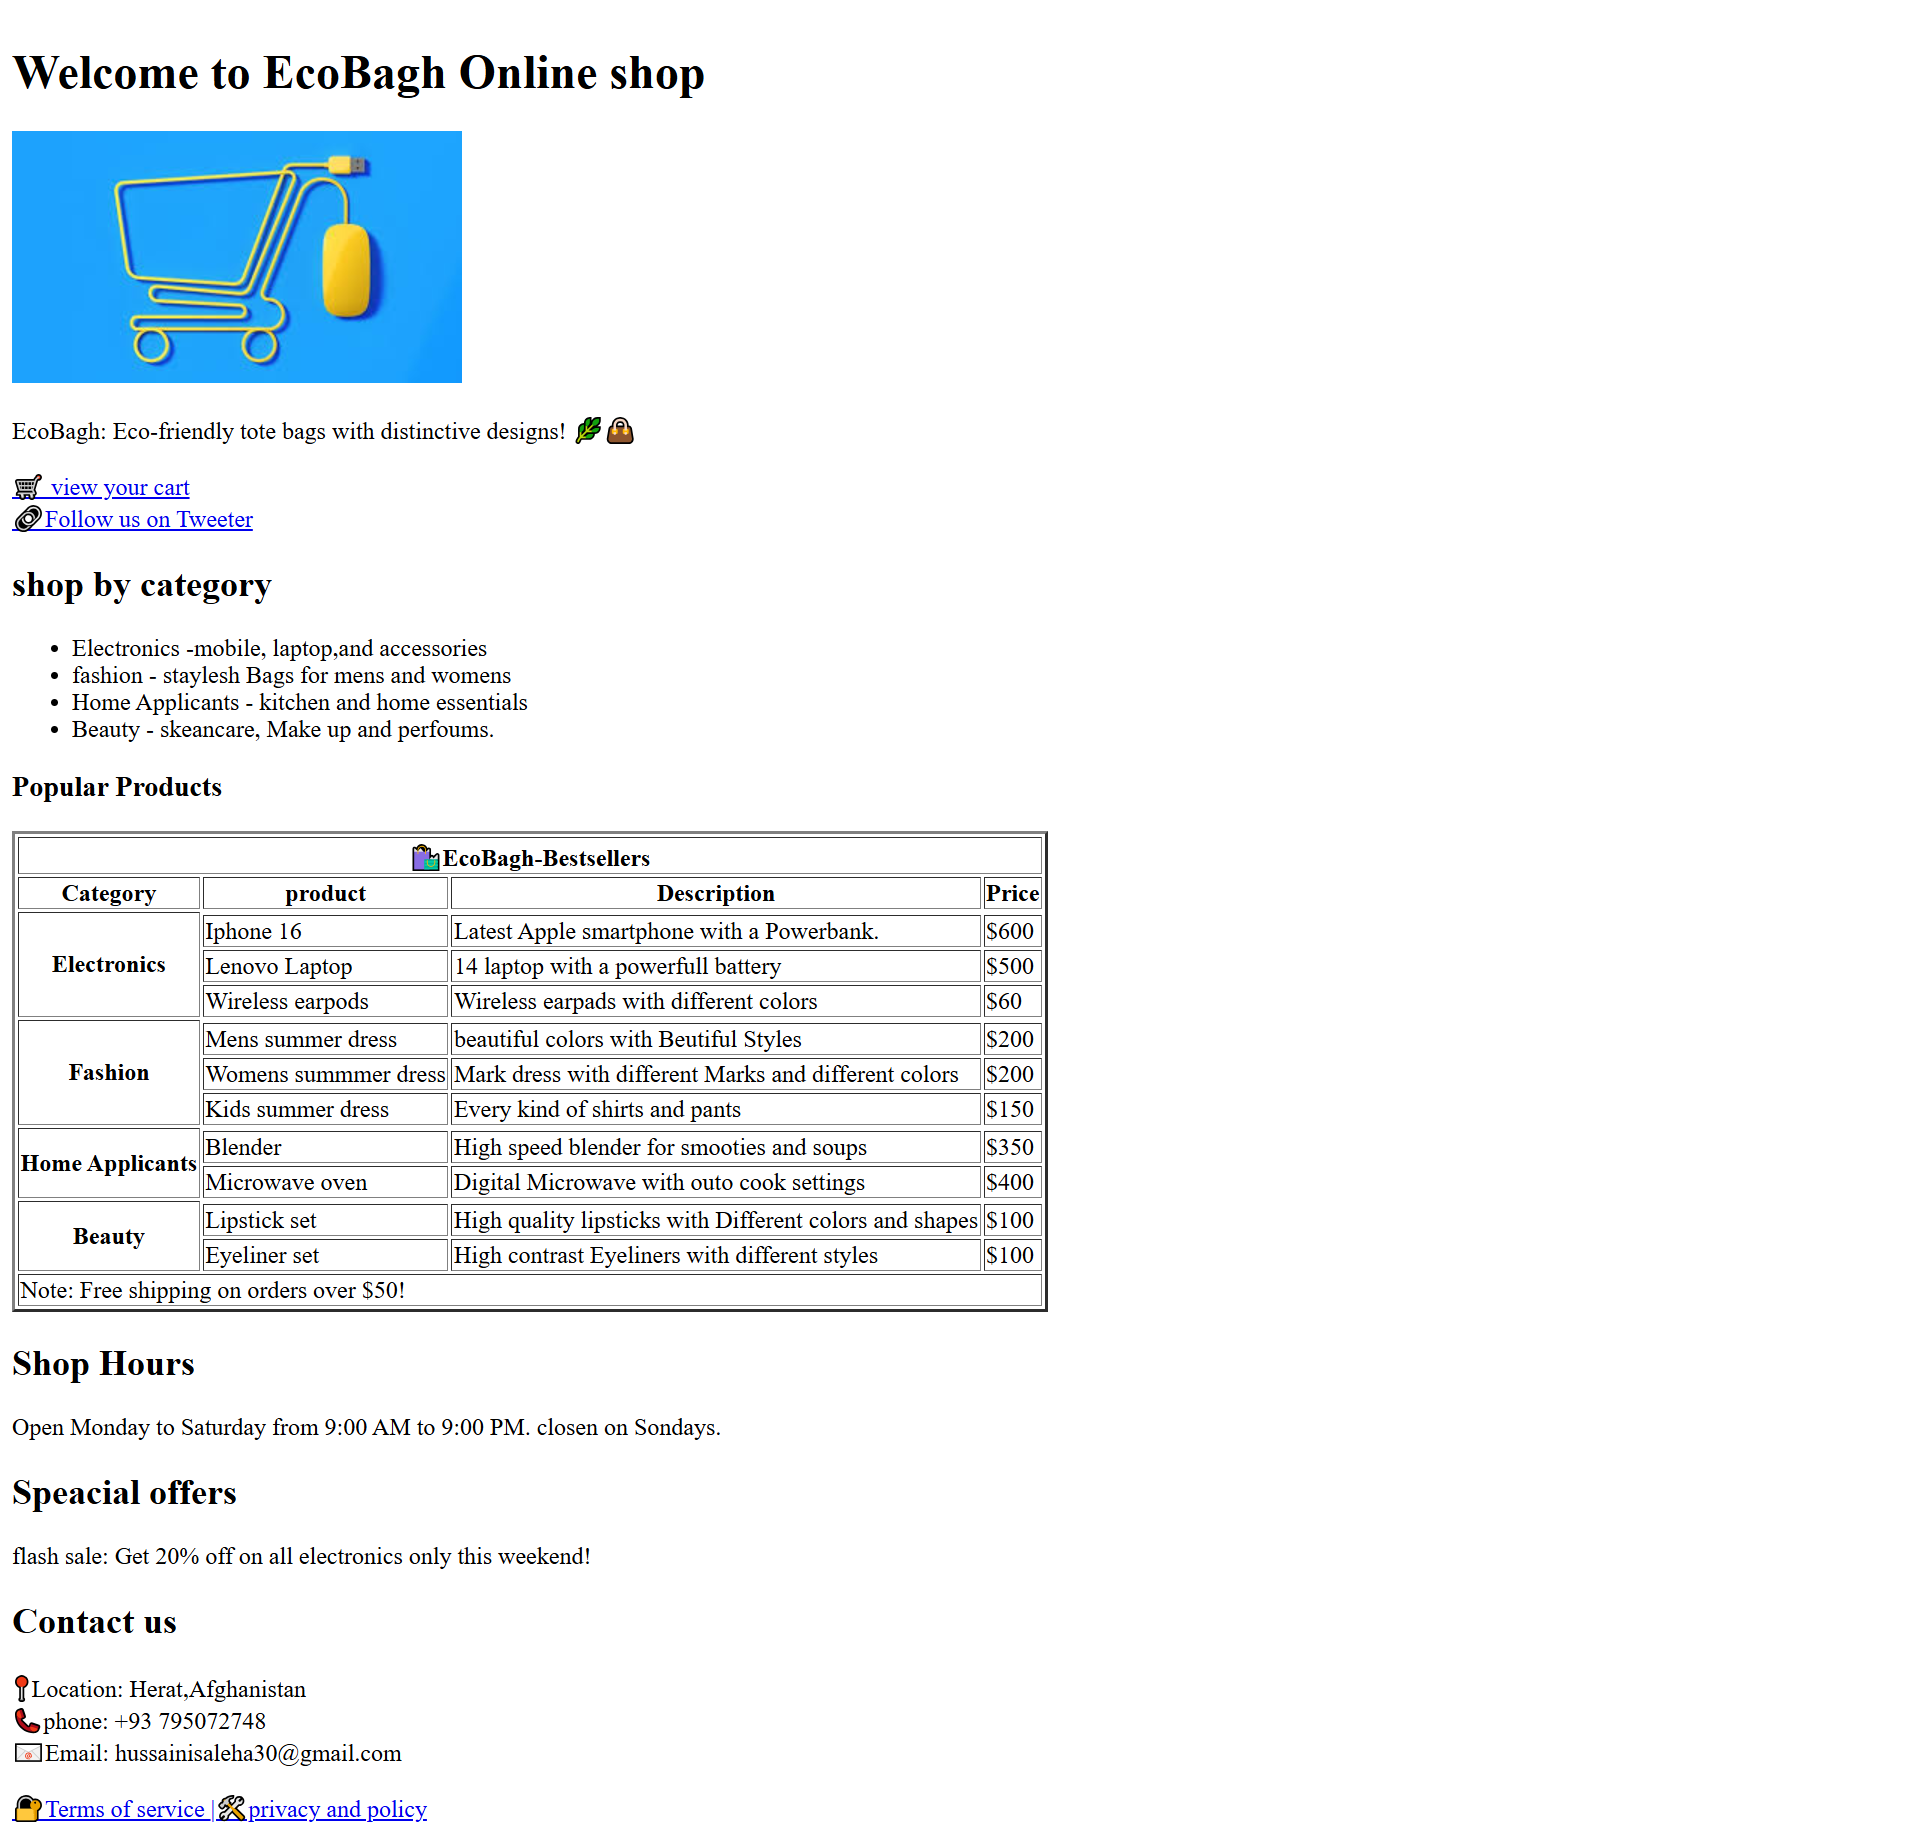 Welcome to EcoBagh Online shop
EcoBagh: Eco-friendly tote bags with distinctive designs! 🌿👜
🛒 view your cart
🔗Follow us on Tweeter
shop by category
• Electronics -mobile, laptop,and accessories
• fashion - staylesh Bags for mens and womens
• Home Applicants - kitchen and home essentials
• Beauty - skeancare, Make up and perfoums.
Popular Products
🛍️EcoBagh-Bestsellers
Category product Description Price
Electronics
Iphone 16 Latest Apple smartphone with a Powerbank. $600
Lenovo Laptop 14 laptop with a powerfull battery $500
Wireless earpods Wireless earpads with different colors $60
Fashion
Mens summer dress beautiful colors with Beutiful Styles $200
Womens summmer dress Mark dress with different Marks and different colors $200
Kids summer dress Every kind of shirts and pants $150
Home Applicants
Blender High speed blender for smooties and soups $350
Microwave oven Digital Microwave with outo cook settings $400
Beauty
Lipstick set High quality lipsticks with Different colors and shapes $100
Eyeliner set High contrast Eyeliners with different styles $100
Note: Free shipping on orders over $50!
Shop Hours
Open Monday to Saturday from 9:00 AM to 9:00 PM. closen on Sondays.
Speacial offers
flash sale: Get 20% off on all electronics only this weekend!
Contact us
📍Location: Herat,Afghanistan
📞phone: +93 795072748
📧Email: hussainisaleha30@gmail.com
🔐Terms of service |🛠️privacy and policy